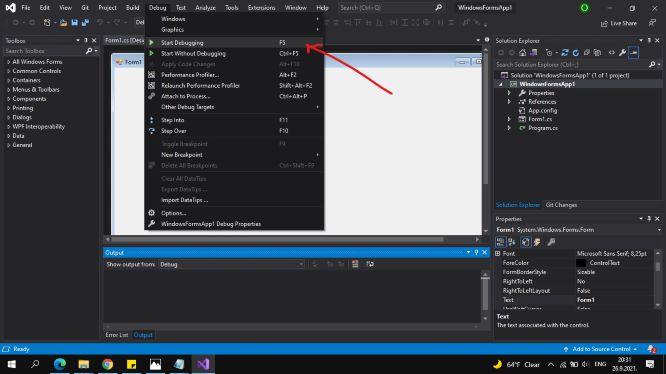 File Edit View Git Project Build Debug Test Analyze Tools Extensions Window Help Search (Ctrl+Q) WindowsFormsApp1
Live Share
Windows
Graphics
Start Debugging F5
Start Without Debugging Ctrl+F5
Apply Code Changes Alt+F10
Performance Profiler... Alt+F2
Relaunch Performance Profiler Shift+Alt+F2
Attach to Process... Ctrl+Alt+P
Other Debug Targets
Step Into F11
Step Over F10
Toggle Breakpoint F9
New Breakpoint
Delete All Breakpoints Ctrl+Shift+F9
Clear All DataTips
Export DataTips ...
Import DataTips ...
Options...
WindowsFormsApp1 Debug Properties
Toolbox
Search Toolbox
All Windows Forms
Common Controls
Containers
Menus & Toolbars
Components
Printing
Dialogs
WPF Interoperability
Data
General
Form1.cs [Design]
Form1
Output
Show output from: Debug
Error List Output
Solution Explorer
Search Solution Explorer (Ctrl+;)
Solution 'WindowsFormsApp1' (1 of 1 project)
WindowsFormsApp1
Properties
References
App.config
Form1.cs
Program.cs
Solution Explorer Git Changes
Properties
Form1 System.Windows.Forms.Form
Font Microsoft Sans Serif; 8,25pt
ForeColor ControlText
FormBorderStyle Sizable
RightToLeft No
RightToLeftLayout False
Text Form1
UseWaitCursor False
Text
The text associated with the control.
Ready
Add to Source Control
2
64°F Clear
ENG
20:31
26.9.2021.